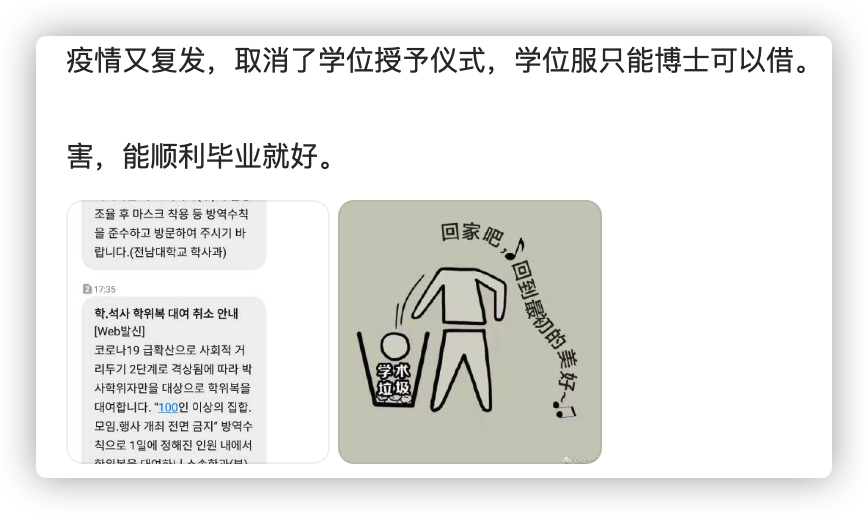 疫情又复发，取消了学位授予仪式，学位服只能博士可以借。
害，能顺利毕业就好。
조율 후 마스크 착용 등 방역수칙
을 준수하고 방문하여 주시기 바
랍니다.(전남대학교 학사과)
2 17:35
학.석사 학위복 대여 취소 안내
[Web발신]
코로나19 급확산으로 사회적 거
리두기 2단계로 격상됨에 따라 박
사학위자만을 대상으로 학위복을
대여합니다. "100인 이상의 집합.
모임.행사 개최 전면 금지" 방역수
칙으로 1일에 정해진 인원 내에서
回家吧,♪
回到最初的美好~
学术
垃圾